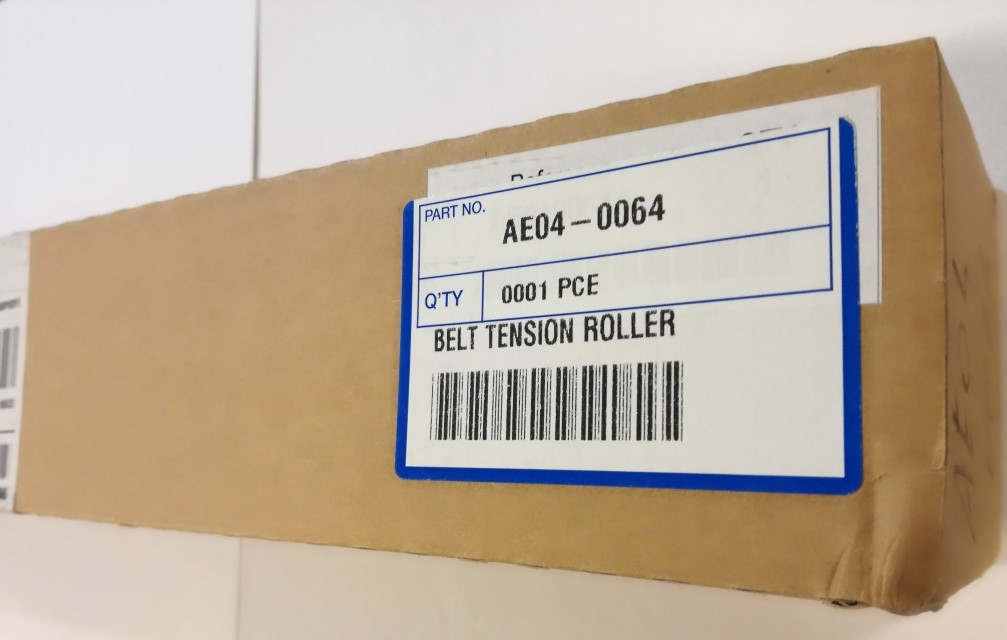 PART NO.
AE04-0064
Q'TY
0001 PCE
BELT TENSION ROLLER